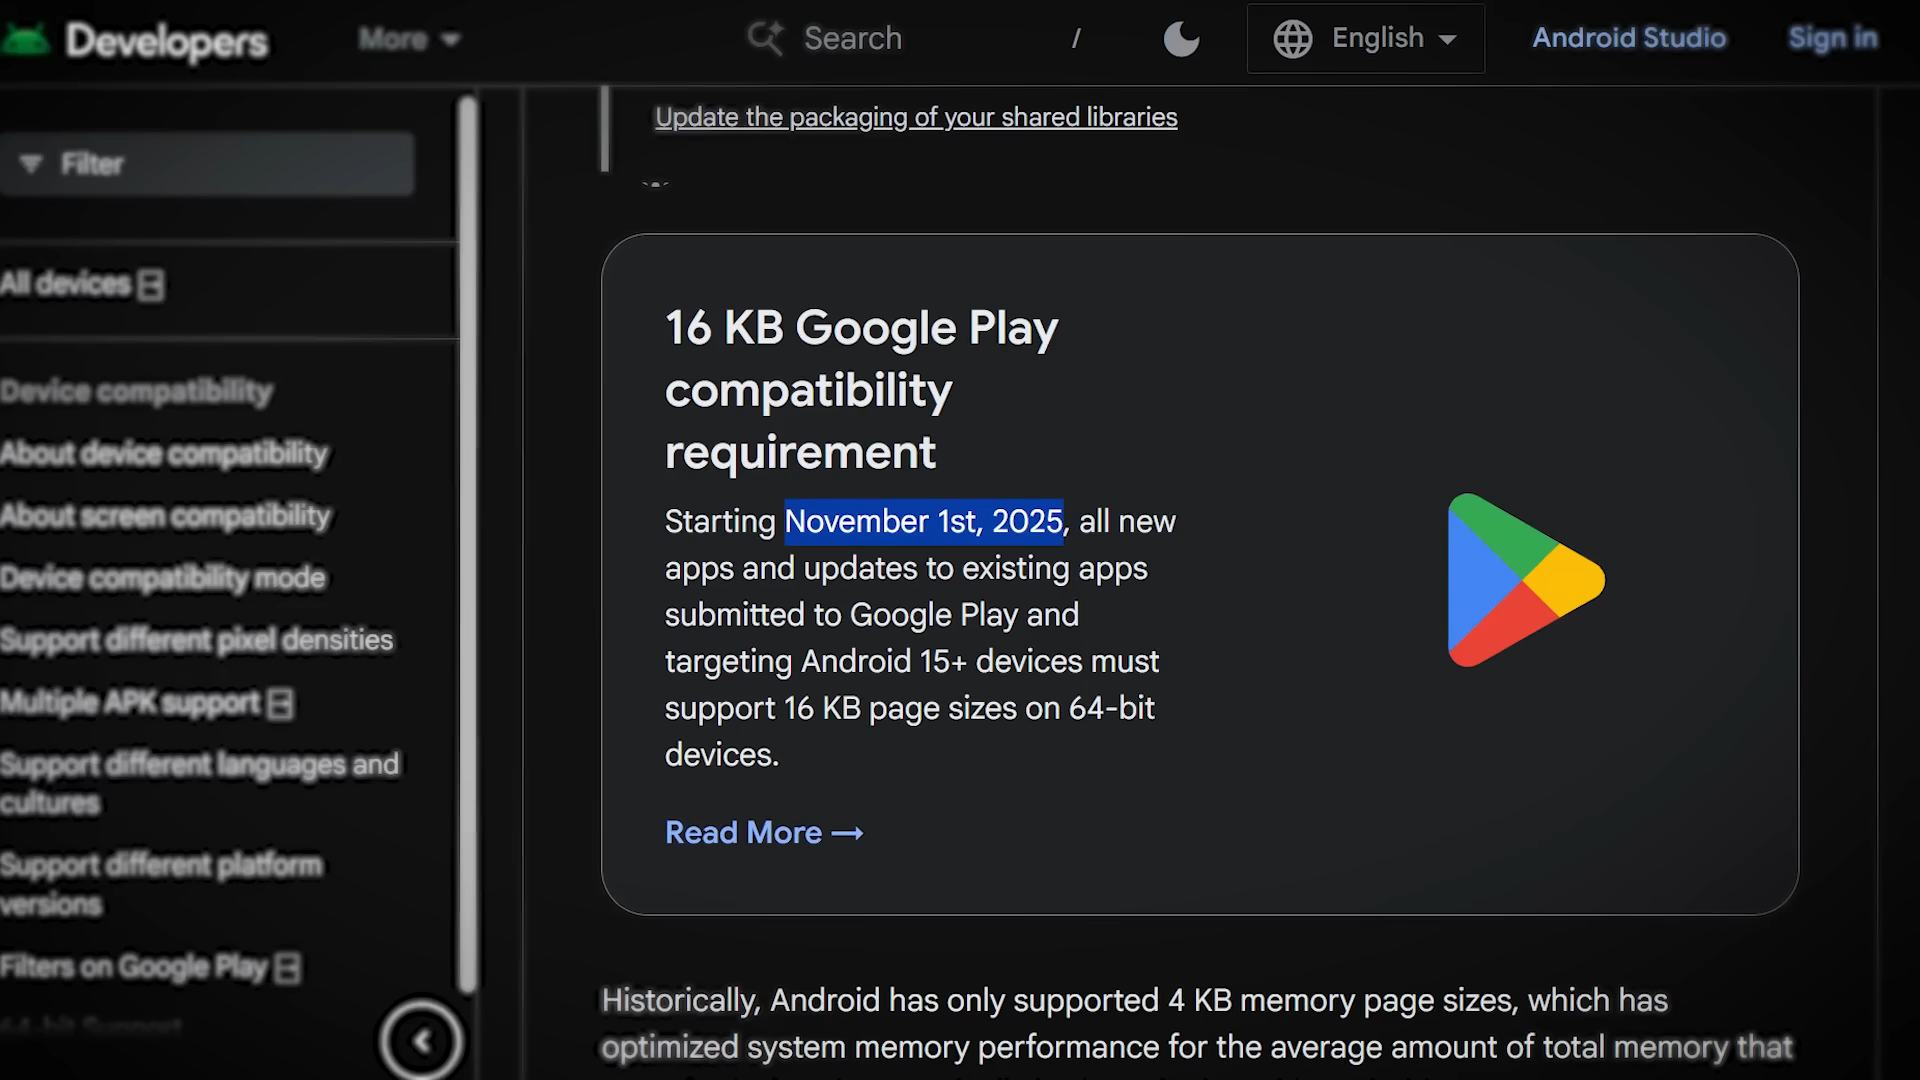 Developers
More
Search
/
English
Android Studio
Sign in
Filter
All devices
Device compatibility
About device compatibility
About screen compatibility
Device compatibility mode
Support different pixel densities
Multiple APK support
Support different languages and
cultures
Support different platform
versions
Filters on Google Play
64-bit Support
Update the packaging of your shared libraries
16 KB Google Play
compatibility
requirement
Starting November 1st, 2025, all new
apps and updates to existing apps
submitted to Google Play and
targeting Android 15+ devices must
support 16 KB page sizes on 64-bit
devices.
Read More →
Historically, Android has only supported 4 KB memory page sizes, which has
optimized system memory performance for the average amount of total memory that